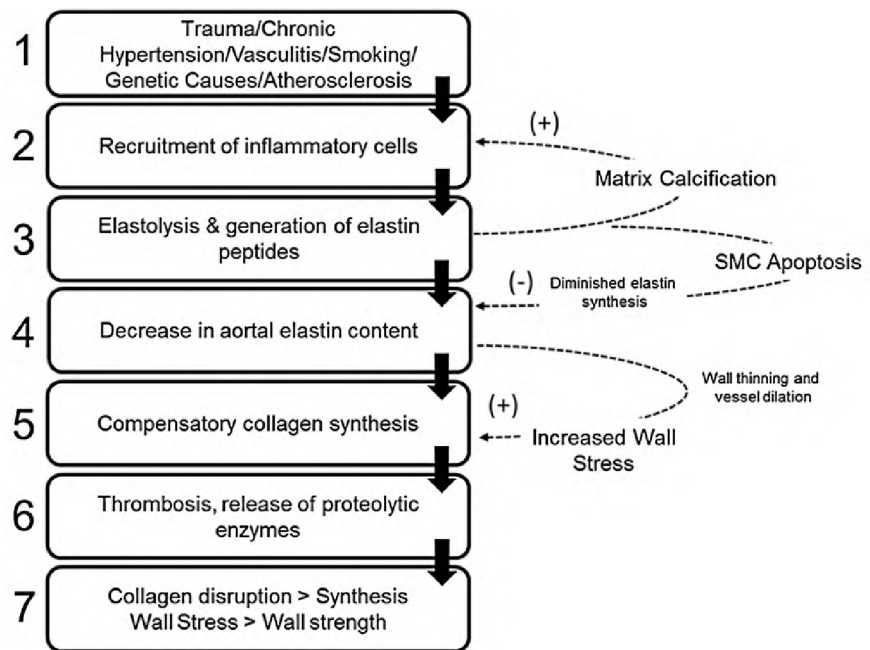 1
Trauma/Chronic
Hypertension/Vasculitis/Smoking/
Genetic Causes/Atherosclerosis
2
Recruitment of inflammatory cells
(+)
Matrix Calcification
3
Elastolysis & generation of elastin
peptides
SMC Apoptosis
(-)
Diminished elastin
synthesis
4
Decrease in aortal elastin content
Wall thinning and
vessel dilation
5
Compensatory collagen synthesis
(+)
Increased Wall
Stress
6
Thrombosis, release of proteolytic
enzymes
7
Collagen disruption > Synthesis
Wall Stress > Wall strength